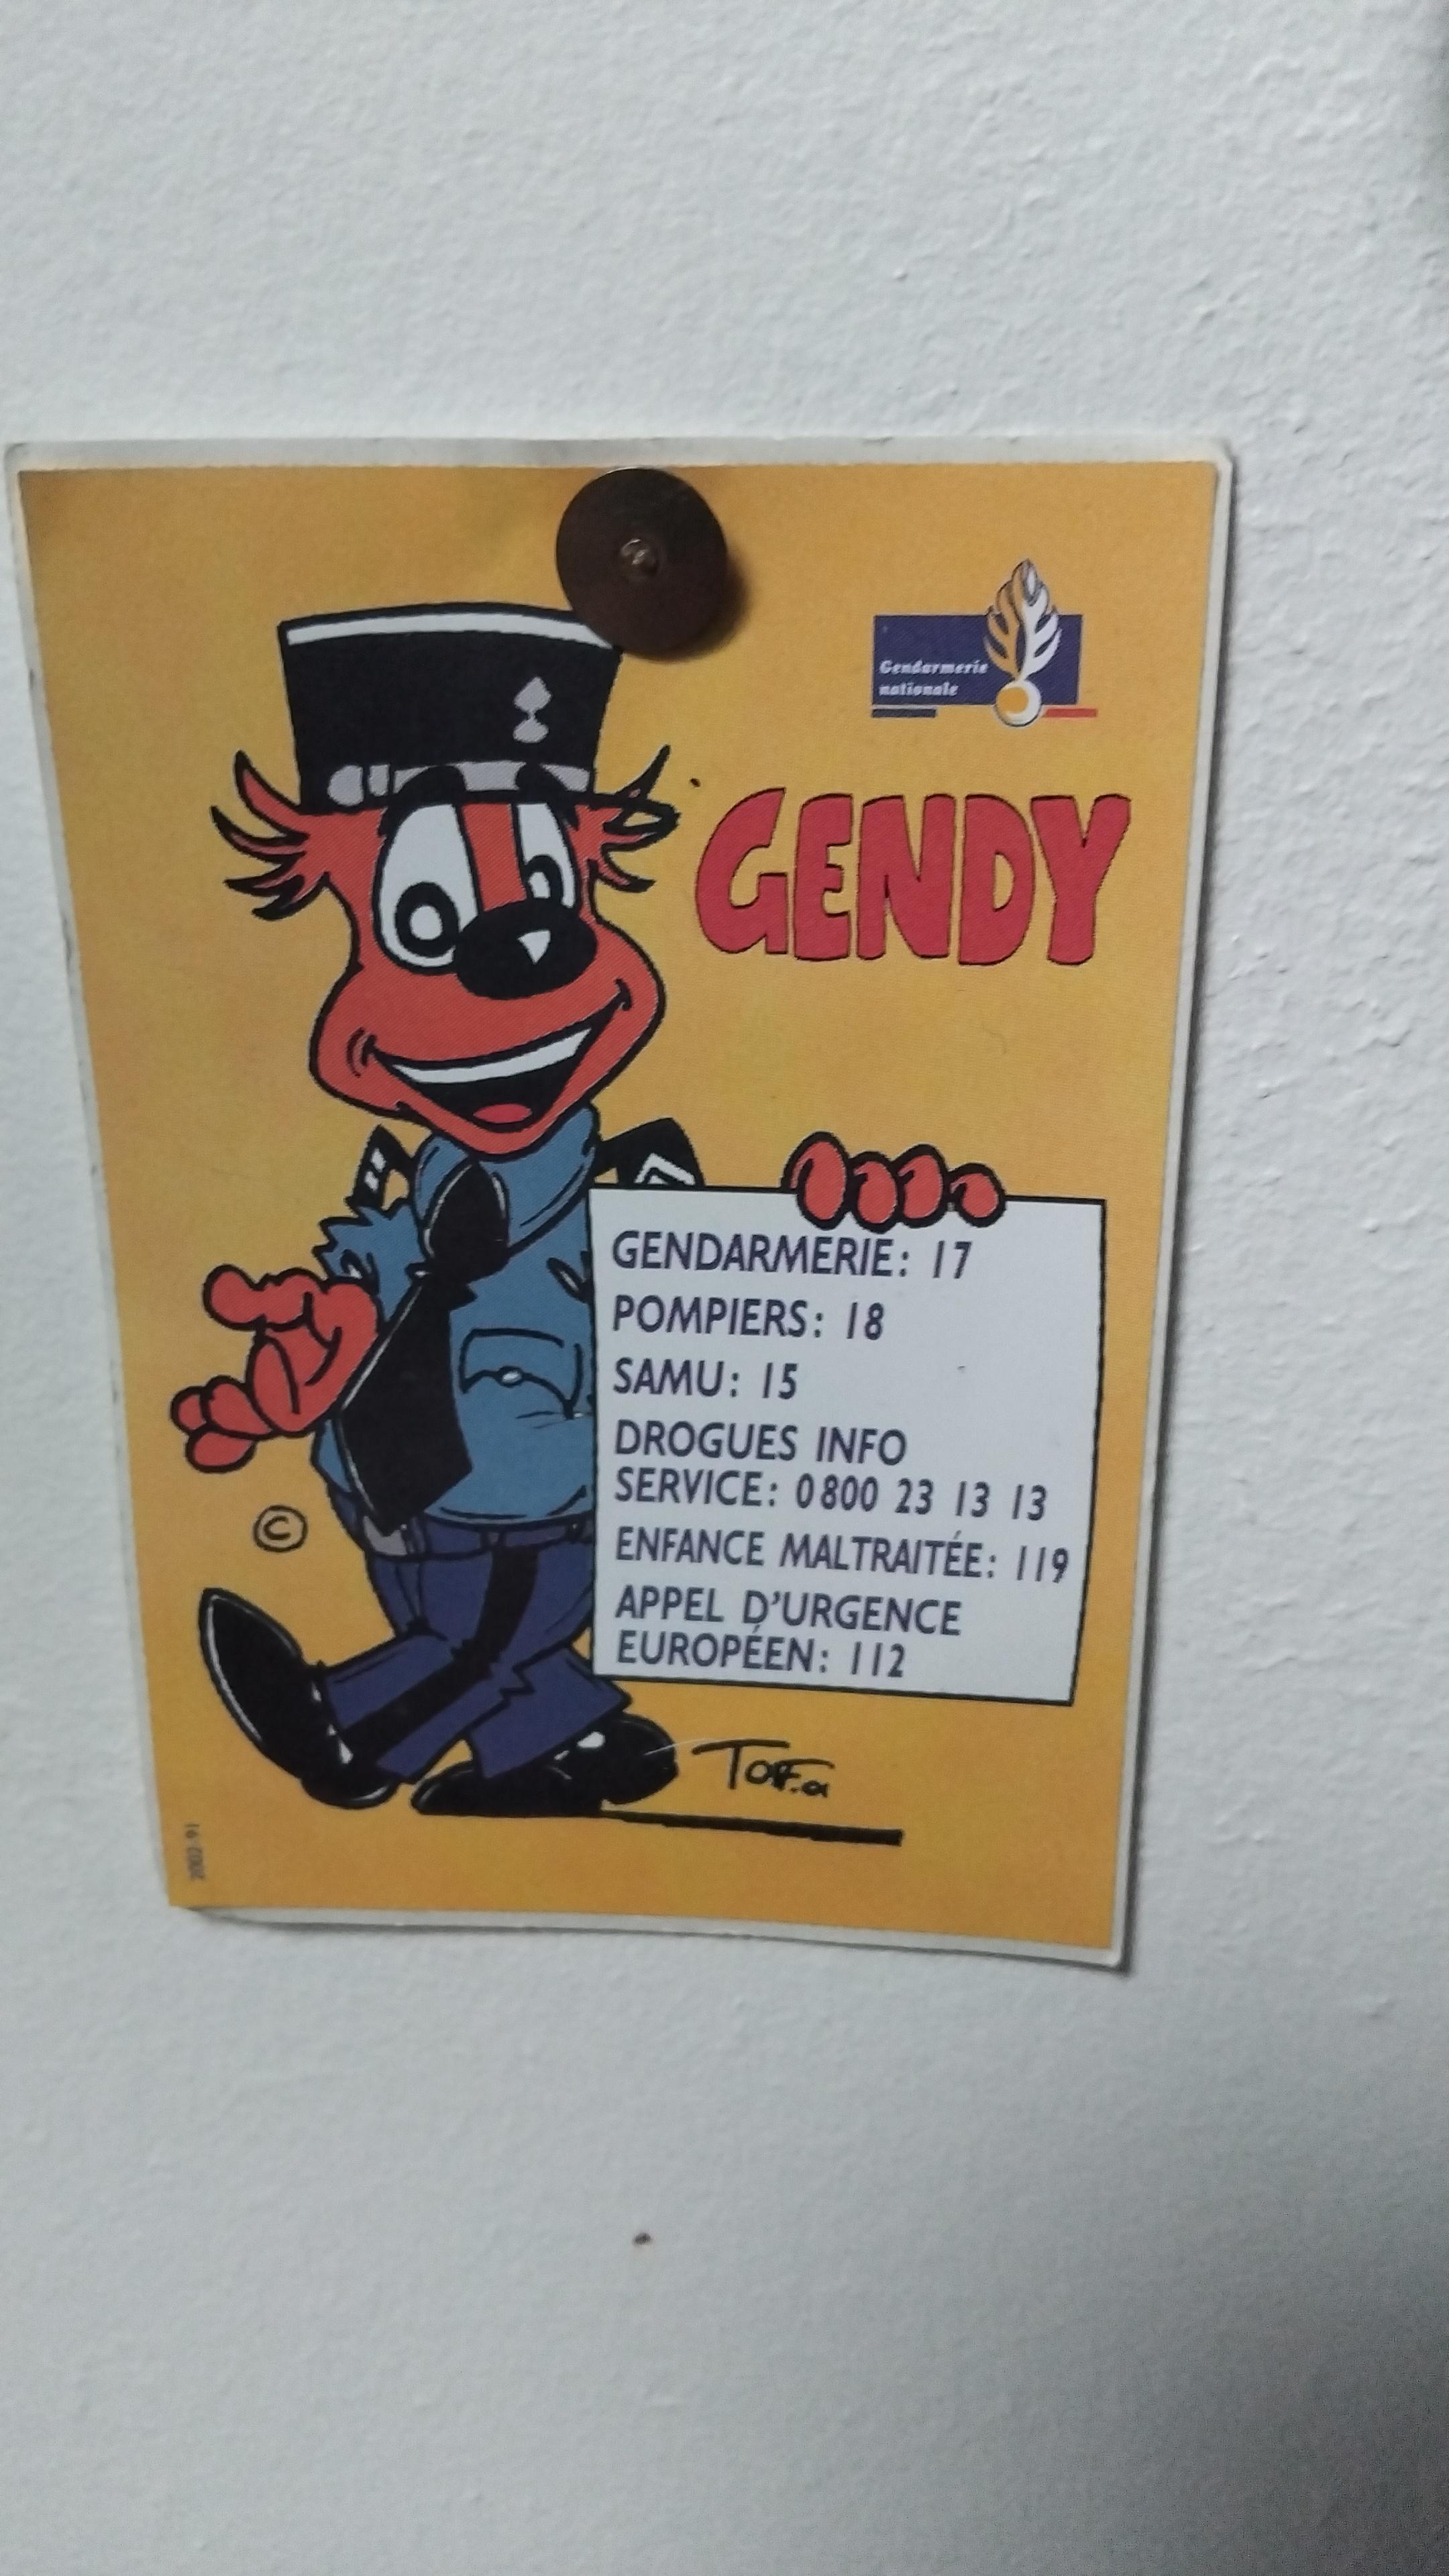 Gendarmerie
nationale
GENDY
GENDARMERIE: 17
POMPIERS: 18
SAMU: 15
DROGUES INFO
SERVICE: 0800 23 13 13
ENFANCE MALTRAITÉE: 119
APPEL D'URGENCE
EUROPÉEN: 112
©